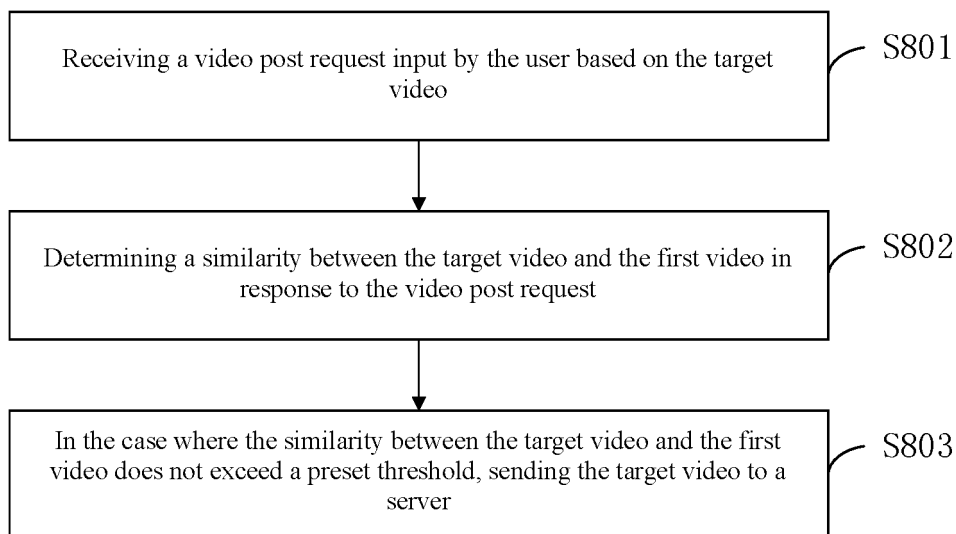 Receiving a video post request input by the user based on the target
video
S801
Determining a similarity between the target video and the first video in
response to the video post request
S802
In the case where the similarity between the target video and the first
video does not exceed a preset threshold, sending the target video to a
server
S803